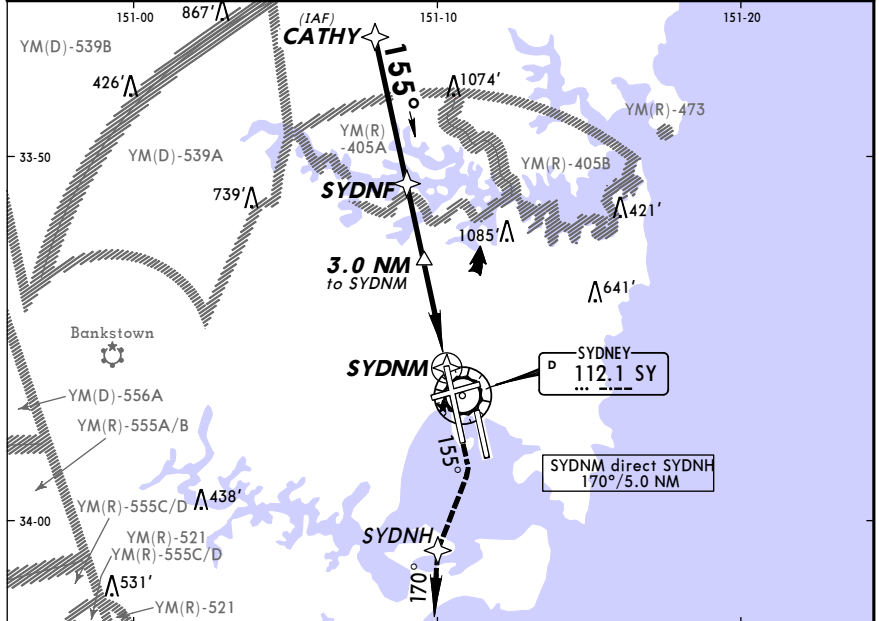 151-00
151-10
151-20
867'
(IAF)
CATHY
YM(D)-539B
155°
426'
1074'
YM(R)-473
YM(R)
-405A
33-50
YM(D)-539A
YM(R)-405B
SYDNF
739'
421'
1085'
3.0 NM
to SYDNM
641'
Bankstown
SYDNM
SYDNEY
D 112.1 SY
YM(D)-556A
YM(R)-555A/B
155°
SYDNM direct SYDNH
170°/5.0 NM
438'
YM(R)-555C/D
34-00
YM(R)-521
SYDNH
YM(R)-555C/D
170°
531'
YM(R)-521